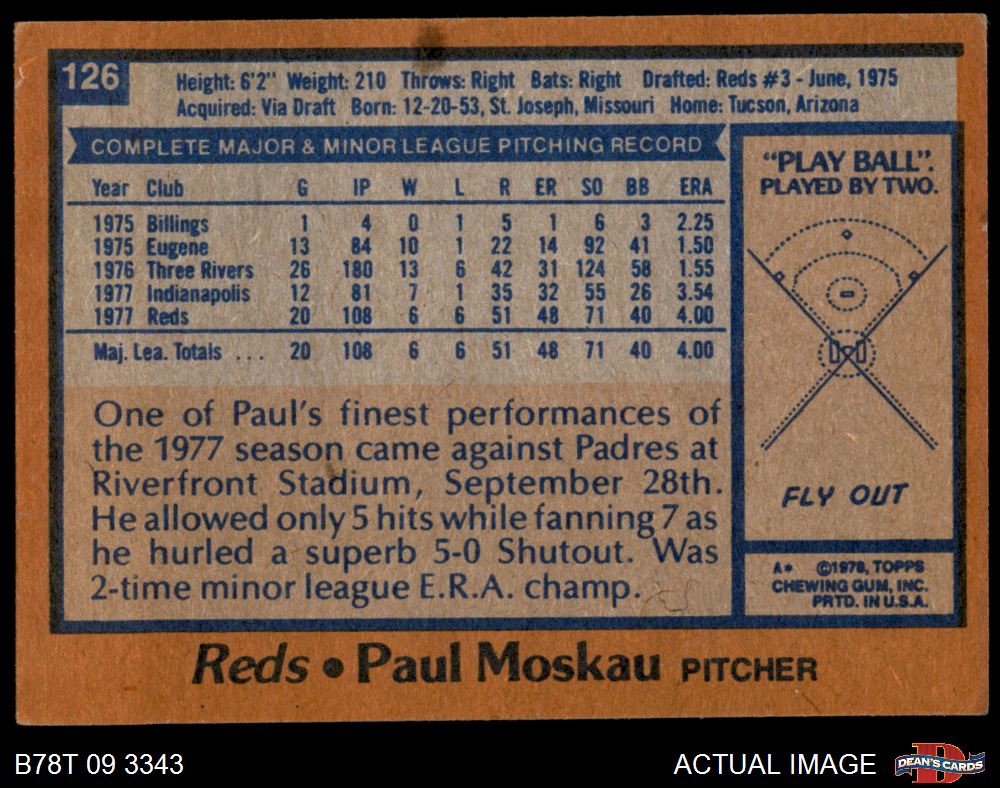 126
Height: 6'2" Weight: 210 Throws: Right Bats: Right Drafted: Reds #3 - June, 1975
Acquired: Via Draft Born: 12-20-53, St. Joseph, Missouri Home: Tucson, Arizona
COMPLETE MAJOR & MINOR LEAGUE PITCHING RECORD
Year Club G IP W L R ER SO BB ERA
1975 Billings 1 4 0 1 5 1 6 3 2.25
1975 Eugene 13 84 10 1 22 14 92 41 1.50
1976 Three Rivers 26 180 13 6 42 31 124 58 1.55
1977 Indianapolis 12 81 7 1 35 32 55 26 3.54
1977 Reds 20 108 6 6 51 48 71 40 4.00
Maj. Lea. Totals ... 20 108 6 6 51 48 71 40 4.00
One of Paul's finest performances of
the 1977 season came against Padres at
Riverfront Stadium, September 28th.
He allowed only 5 hits while fanning 7 as
he hurled a superb 5-0 Shutout. Was
2-time minor league E.R.A. champ.
"PLAY BALL".
PLAYED BY TWO.
FLY OUT
A* ©1978, TOPPS
CHEWING GUM, INC.
PRTD. IN U.S.A.
Reds • Paul Moskau PITCHER
B78T 09 3343
ACTUAL IMAGE
DEAN'S CARDS